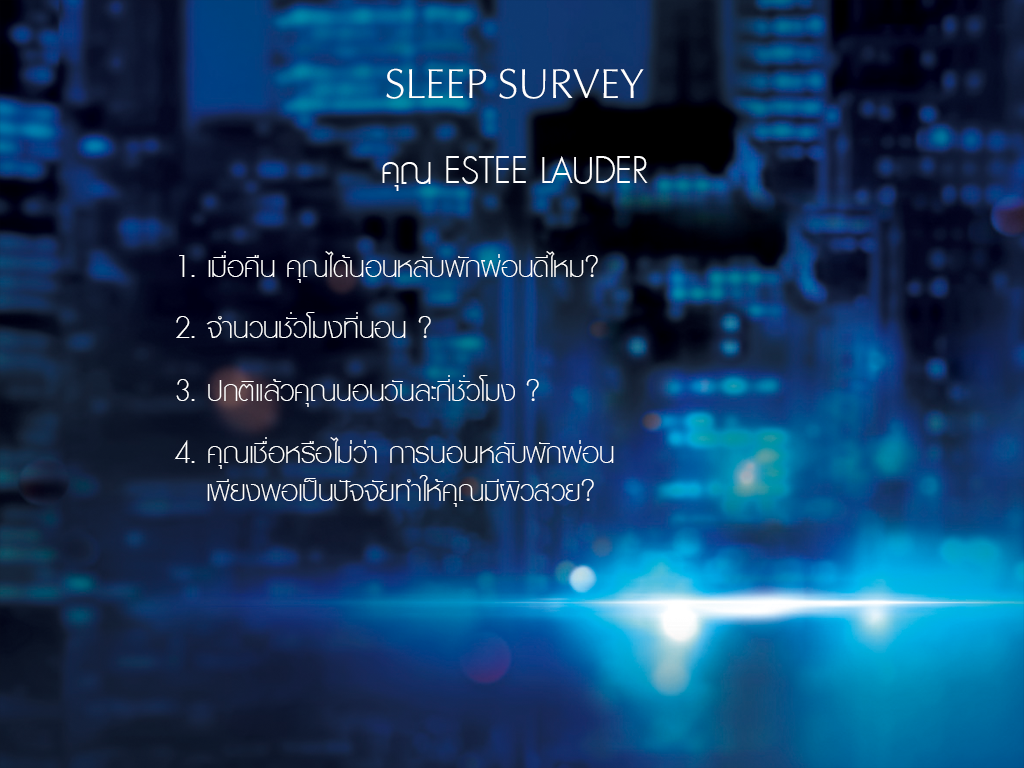 SLEEP SURVEY
คุณ ESTEE LAUDER
1. เมื่อคืน คุณได้นอนหลับพักผ่อนดีไหม?
2. จำนวนชั่วโมงที่นอน ?
3. ปกติแล้วคุณนอนวันละกี่ชั่วโมง ?
4. คุณเชื่อหรือไม่ว่า การนอนหลับพักผ่อน
เพียงพอเป็นปัจจัยทำให้คุณมีผิวสวย?